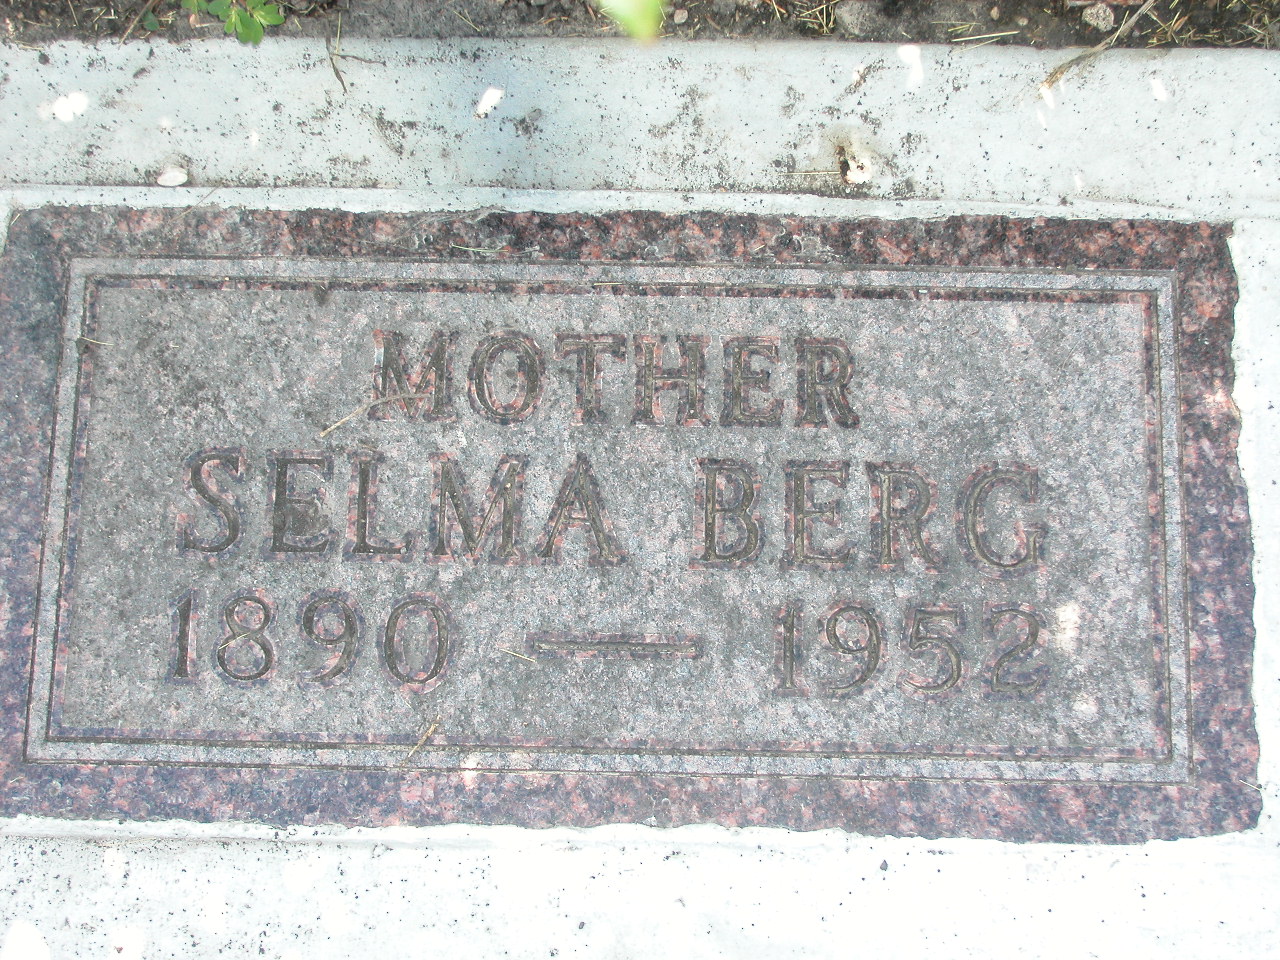 MOTHER
SELMA BERG
1890 — 1952